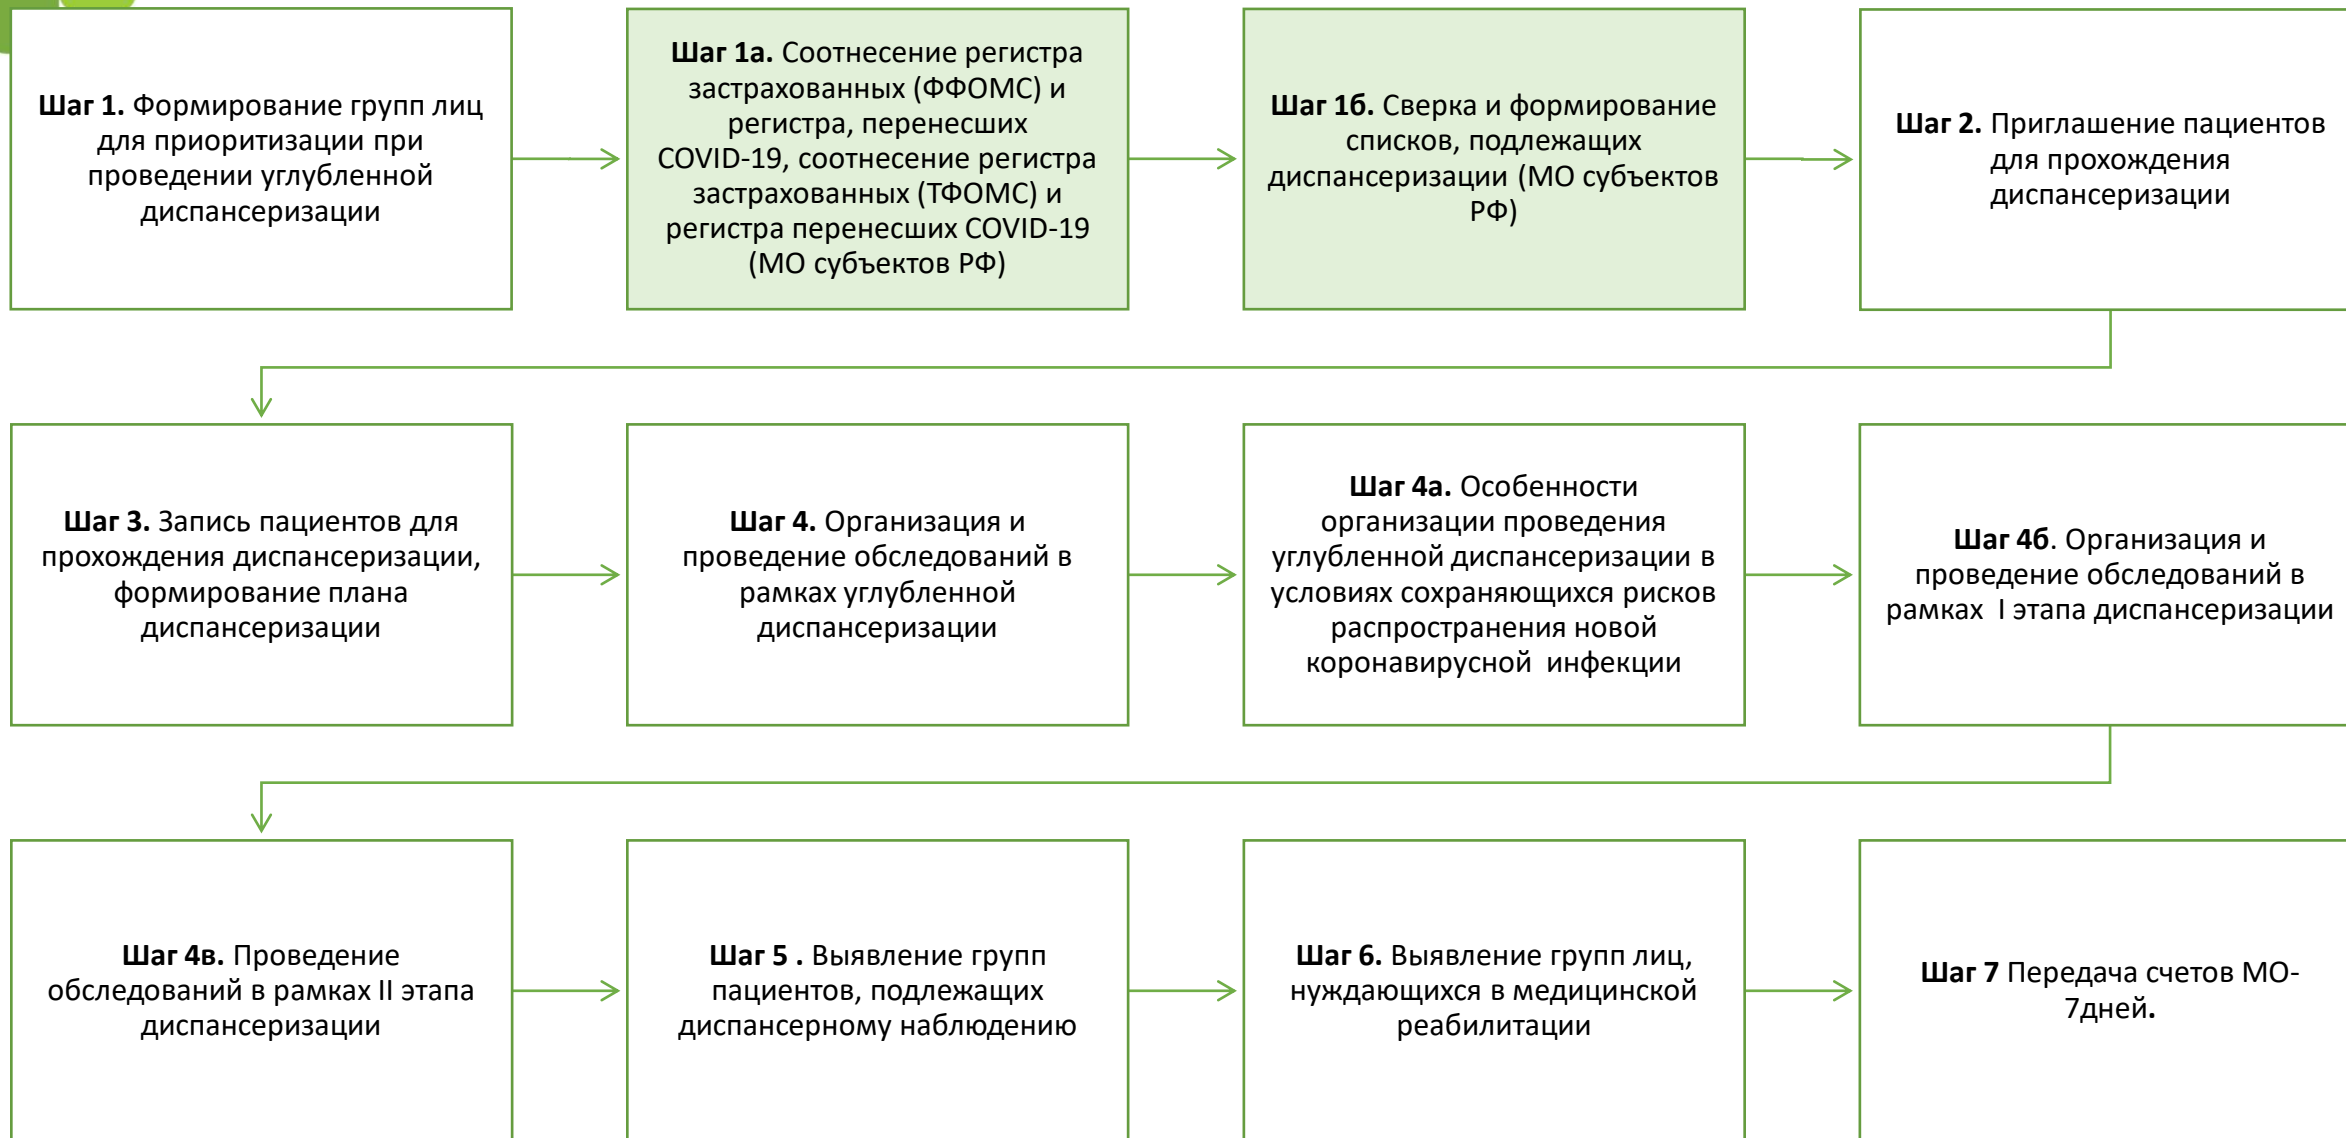 Шаг 1. Формирование групп лиц
для приоритизации при
проведении углубленной
диспансеризации
Шаг 1а. Соотнесение регистра
застрахованных (ФФОМС) и
регистра, перенесших
COVID-19, соотнесение регистра
застрахованных (ТФОМС) и
регистра перенесших COVID-19
(МО субъектов РФ)
Шаг 1б. Сверка и формирование
списков, подлежащих
диспансеризации (МО субъектов
РФ)
Шаг 2. Приглашение пациентов
для прохождения
диспансеризации
Шаг 3. Запись пациентов для
прохождения диспансеризации,
формирование плана
диспансеризации
Шаг 4. Организация и
проведение обследований в
рамках углубленной
диспансеризации
Шаг 4а. Особенности
организации проведения
углубленной диспансеризации в
условиях сохраняющихся рисков
распространения новой
коронавирусной  инфекции
Шаг 4б. Организация и
проведение обследований в
рамках  I этапа диспансеризации
Шаг 4в. Проведение
обследований в рамках II этапа
диспансеризации
Шаг 5 . Выявление групп
пациентов, подлежащих
диспансерному наблюдению
Шаг 6. Выявление групп лиц,
нуждающихся в медицинской
реабилитации
Шаг 7 Передача счетов МО-
7дней.